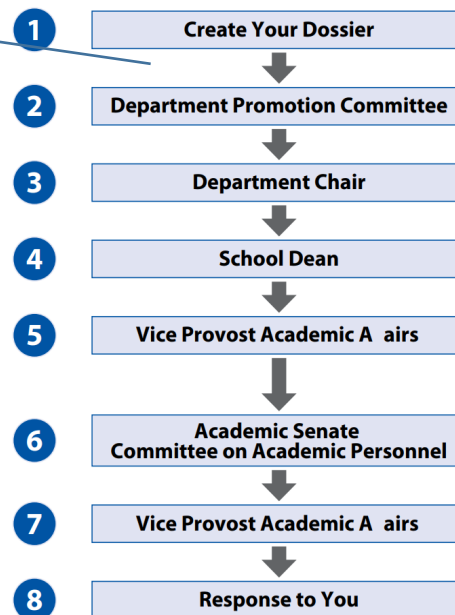 1 Create Your Dossier
2 Department Promotion Committee
3 Department Chair
4 School Dean
5 Vice Provost Academic A airs
6 Academic Senate
Committee on Academic Personnel
7 Vice Provost Academic A airs
8 Response to You